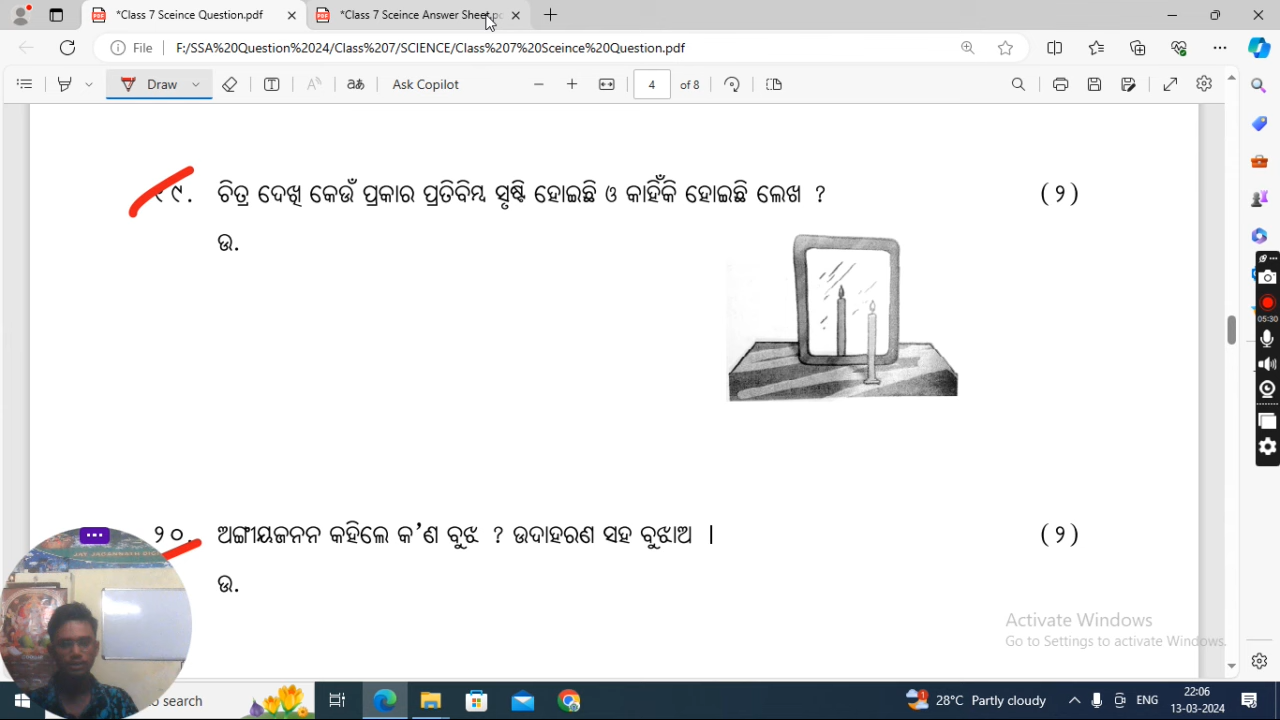 *Class 7 Sceince Question.pdf
*Class 7 Sceince Answer Sheet.p
File
F:/SSA%20Question%2024/Class%207/SCIENCE/Class%207%20Sceince%20Question.pdf
Draw
Ask Copilot
4
of 8
୧୯. ଚିତ୍ର ଦେଖି କେଉଁ ପ୍ରକାର ପ୍ରତିବିମ୍ବ ସୃଷ୍ଟି ହୋଇଛି ଓ କାହିଁକି ହୋଇଛି ଲେଖ ? (୨)
ଉ.
05:30
୨୦. ଅଙ୍ଗୀୟଜନନ କହିଲେ କ'ଣ ବୁଝ ? ଉଦାହରଣ ସହ ବୁଝାଅ | (୨)
ଉ.
Activate Windows
Go to Settings to activate Windows.
search
28°C Partly cloudy
ENG
22:06
13-03-2024